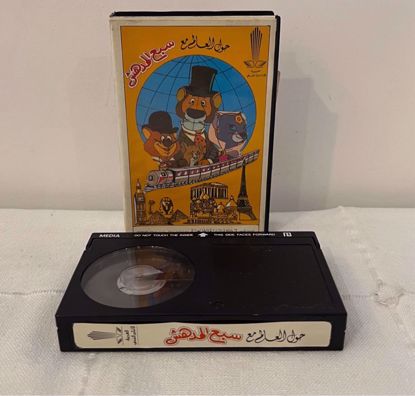 حول العالم مع
سبع المدهش
MEDIA DO NOT TOUCH THE INSIDE THIS SIDE FACES FORWARD
حول العالم مع سبع المدهش